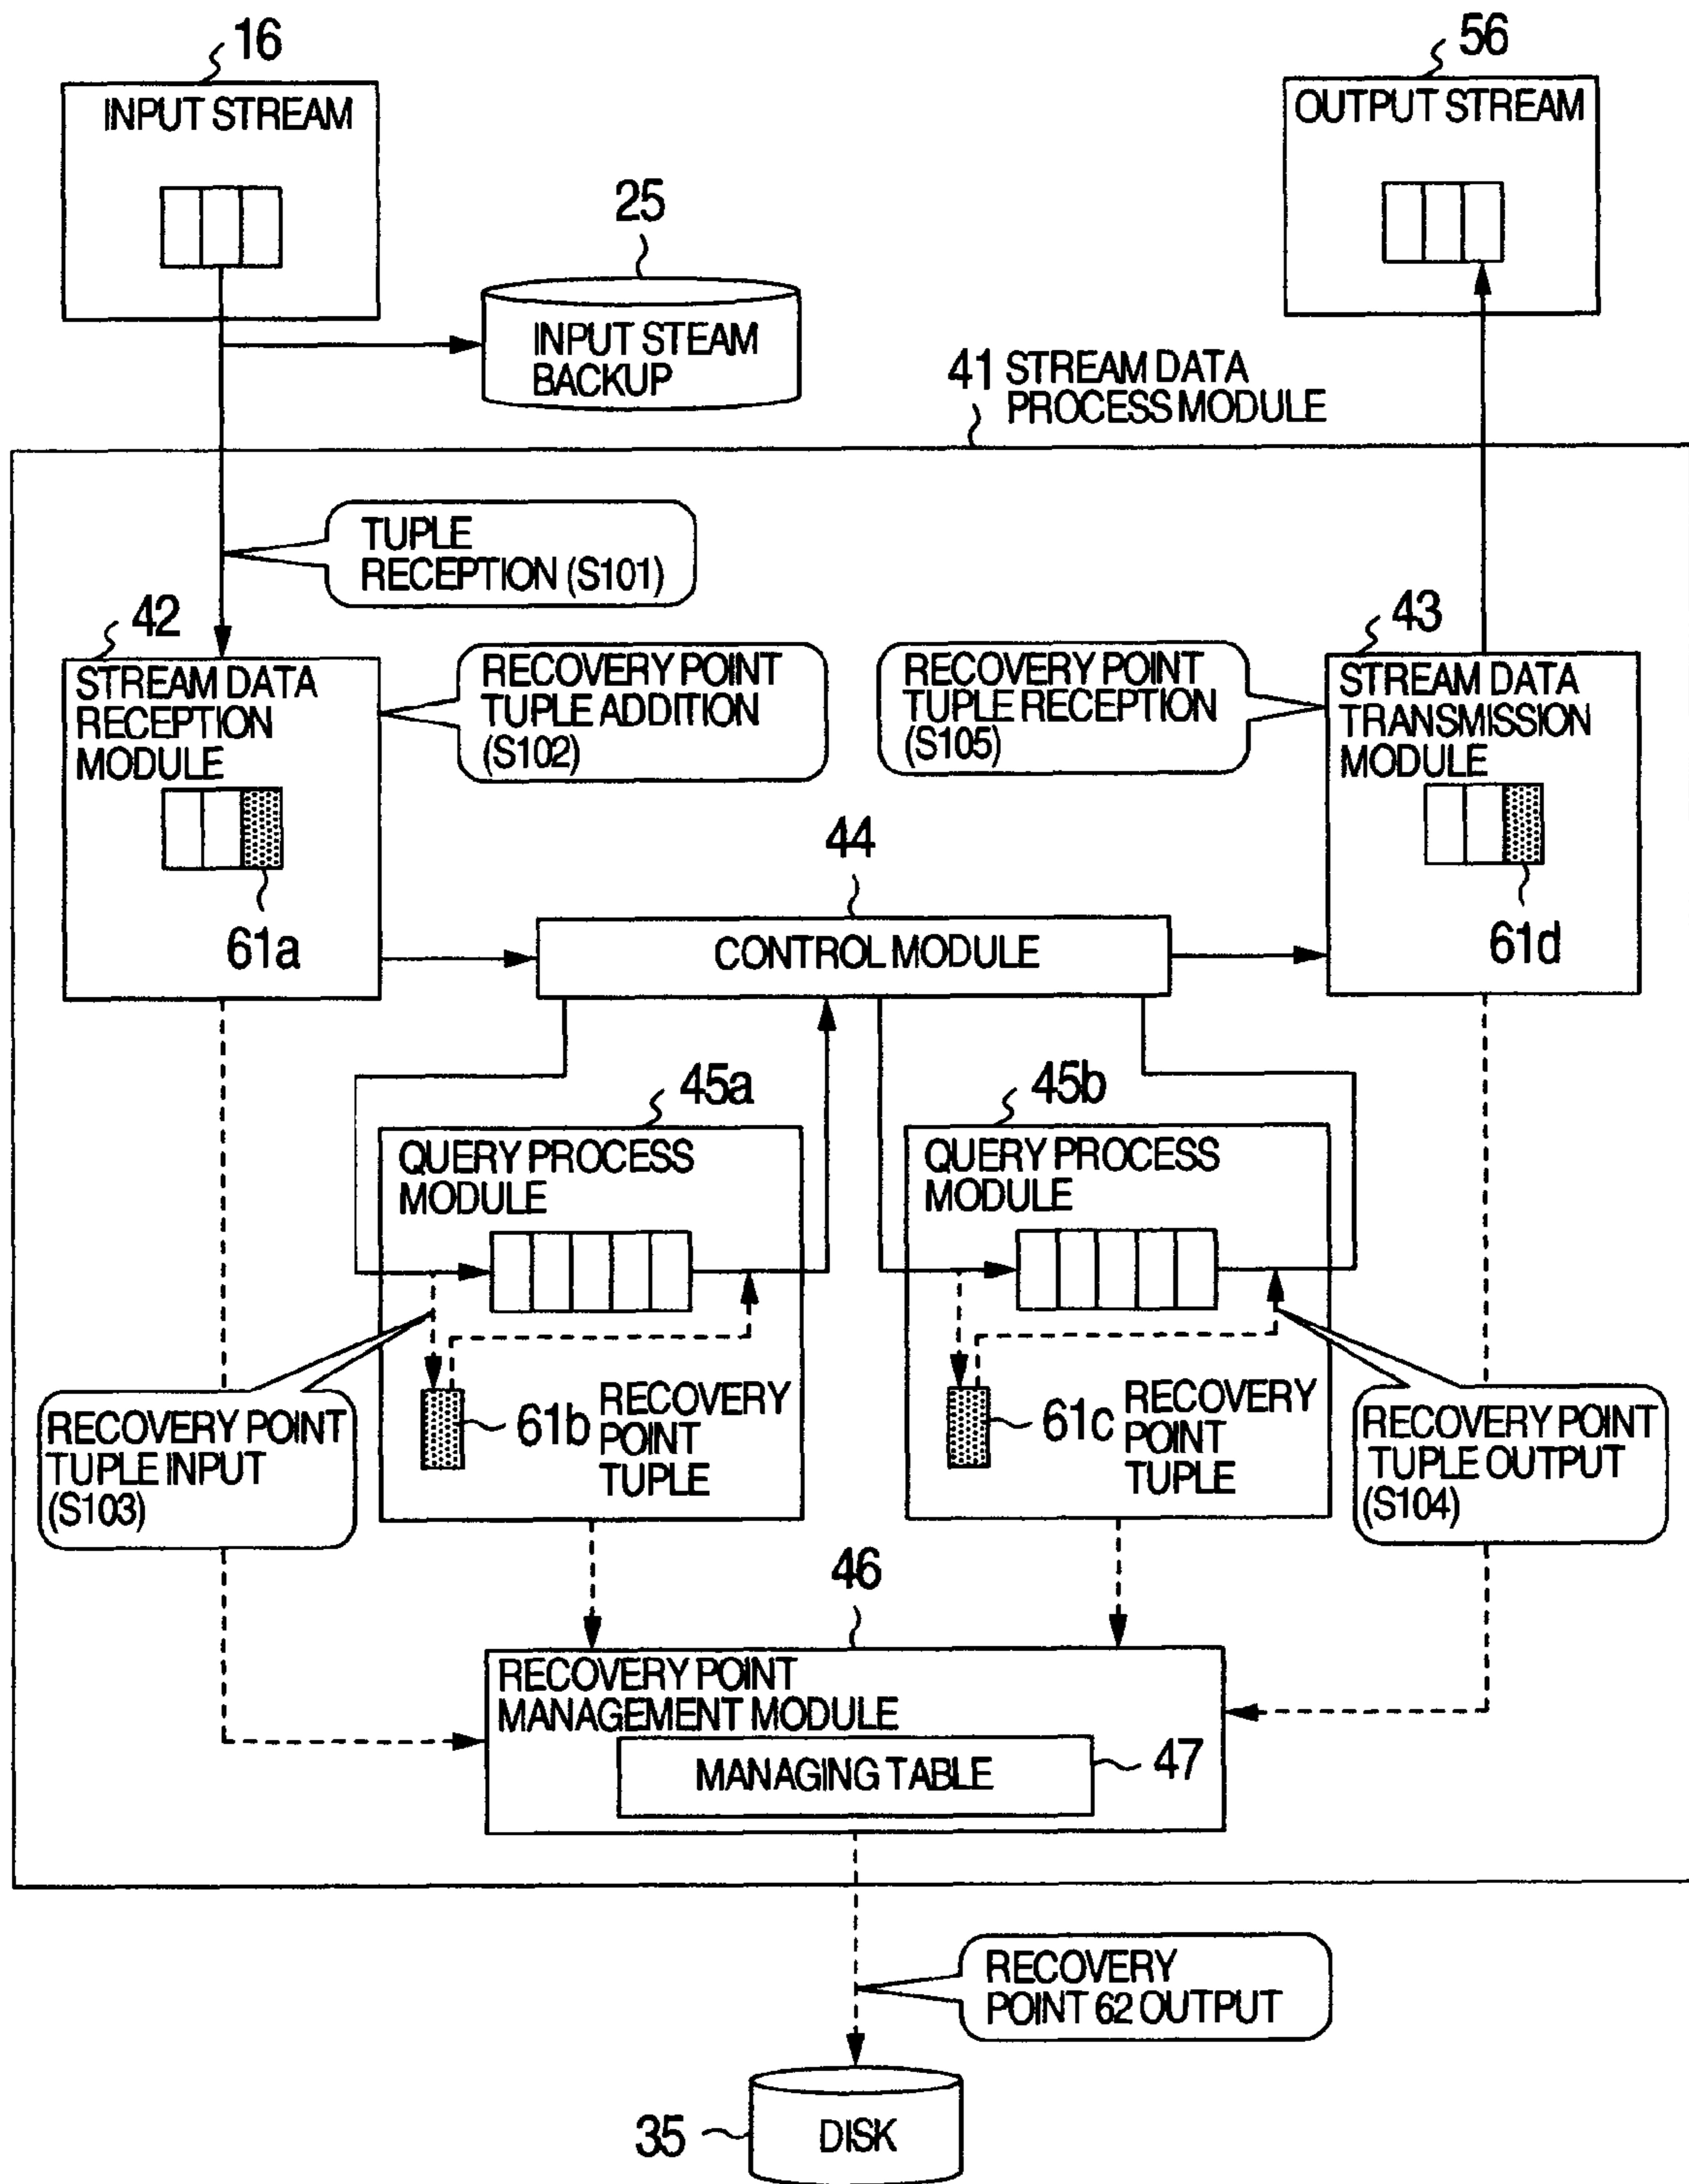 16
INPUT STREAM
56
OUTPUT STREAM
25
INPUT STEAM
BACKUP
41 STREAM DATA
PROCESS MODULE
TUPLE
RECEPTION (S101)
42
STREAM DATA
RECEPTION
MODULE
61a
RECOVERY POINT
TUPLE ADDITION
(S102)
RECOVERY POINT
TUPLE RECEPTION
(S105)
43
STREAM DATA
TRANSMISSION
MODULE
61d
44
CONTROL MODULE
45a
QUERY PROCESS
MODULE
61b RECOVERY
POINT
TUPLE
45b
QUERY PROCESS
MODULE
61c RECOVERY
POINT
TUPLE
RECOVERY POINT
TUPLE INPUT
(S103)
RECOVERY POINT
TUPLE OUTPUT
(S104)
46
RECOVERY POINT
MANAGEMENT MODULE
MANAGING TABLE
47
RECOVERY
POINT 62 OUTPUT
35
DISK